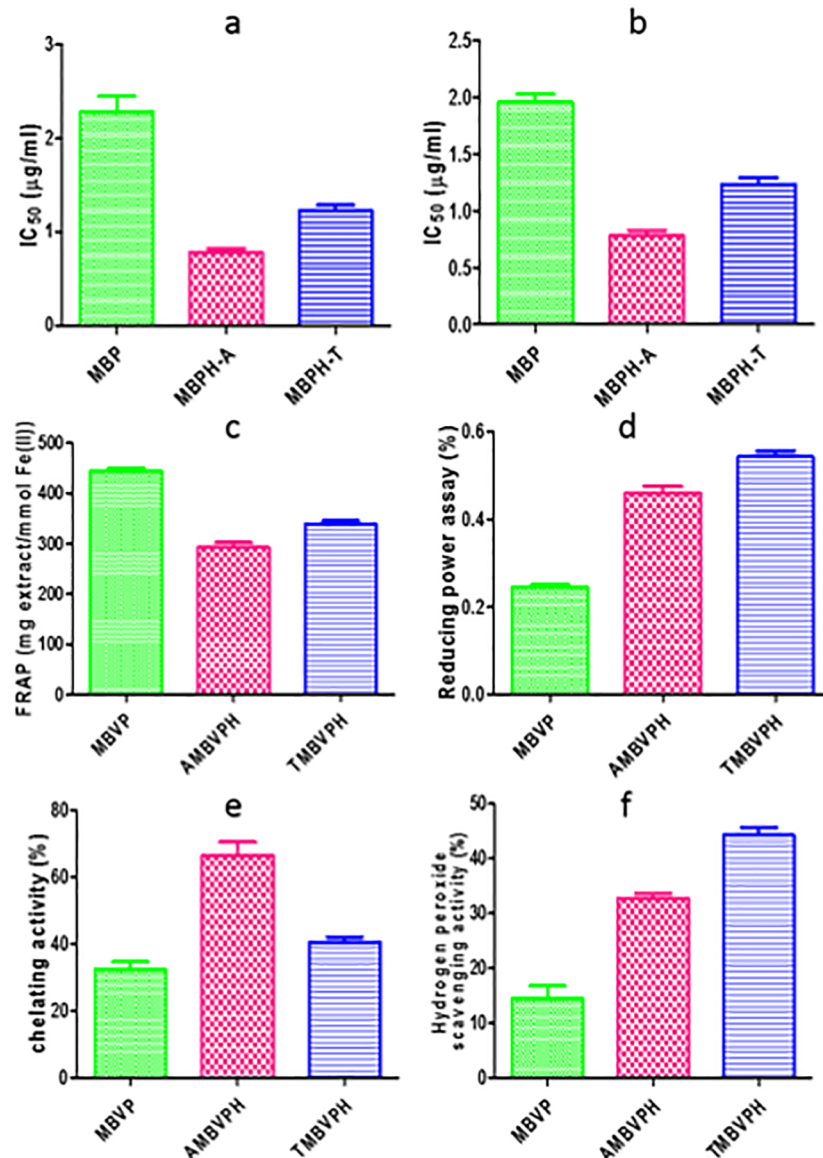 a
IC50 (μg/ml)
3
2
1
0
MBP
MBPH-A
MBPH-T
b
IC50 (μg/ml)
2.5
2.0
1.5
1.0
0.5
0.0
MBP
MBPH-A
MBPH-T
c
FRAP (mg extract/mmol Fe(II))
500
400
300
200
100
0
MBVP
AMBVPH
TMBVPH
d
Reducing power assay (%)
0.6
0.4
0.2
0.0
MBVP
AMBVPH
TMBVPH
e
chelating activity (%)
80
60
40
20
0
MBVP
AMBVPH
TMBVPH
f
Hydrogen peroxide
scavenging activity (%)
50
40
30
20
10
0
MBVP
AMBVPH
TMBVPH